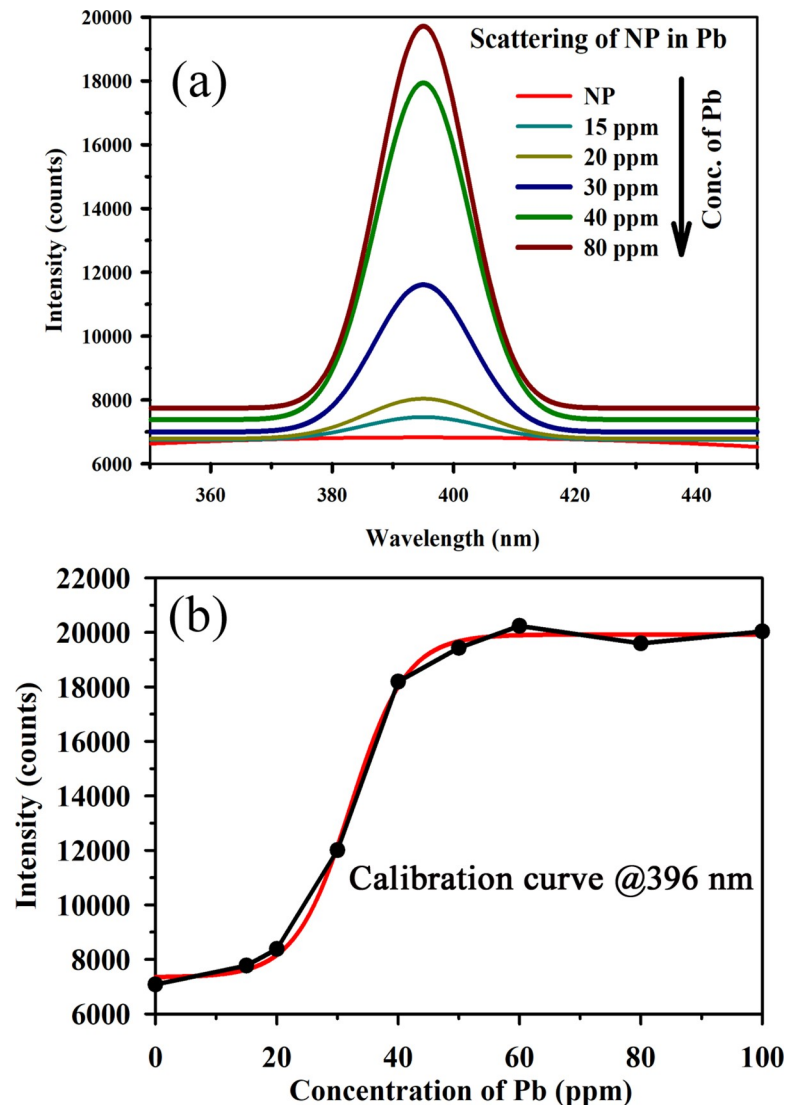 (a)
Scattering of NP in Pb
NP
15 ppm
20 ppm
30 ppm
40 ppm
80 ppm
Conc. of Pb
Intensity (counts)
20000
18000
16000
14000
12000
10000
8000
6000
360
380
400
420
440
Wavelength (nm)
(b)
Intensity (counts)
22000
20000
18000
16000
14000
12000
10000
8000
6000
Calibration curve @396 nm
0
20
40
60
80
100
Concentration of Pb (ppm)